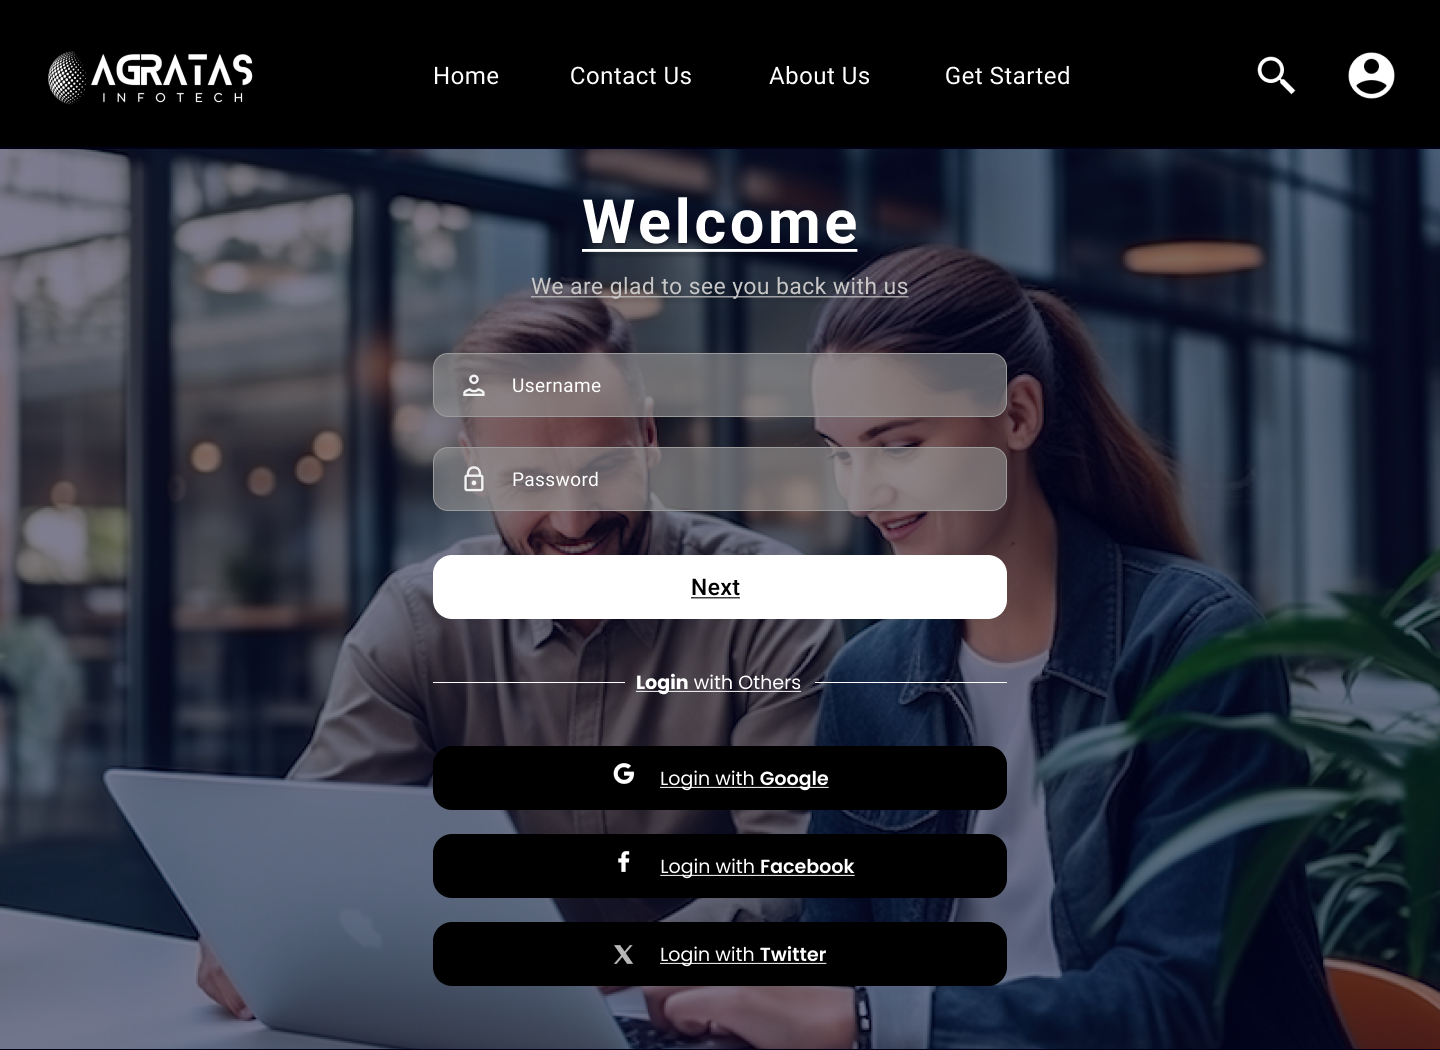 AGRATAS
INFOTECH
Home
Contact Us
About Us
Get Started
Welcome
We are glad to see you back with us
Username
Password
Next
Login with Others
Login with Google
Login with Facebook
Login with Twitter